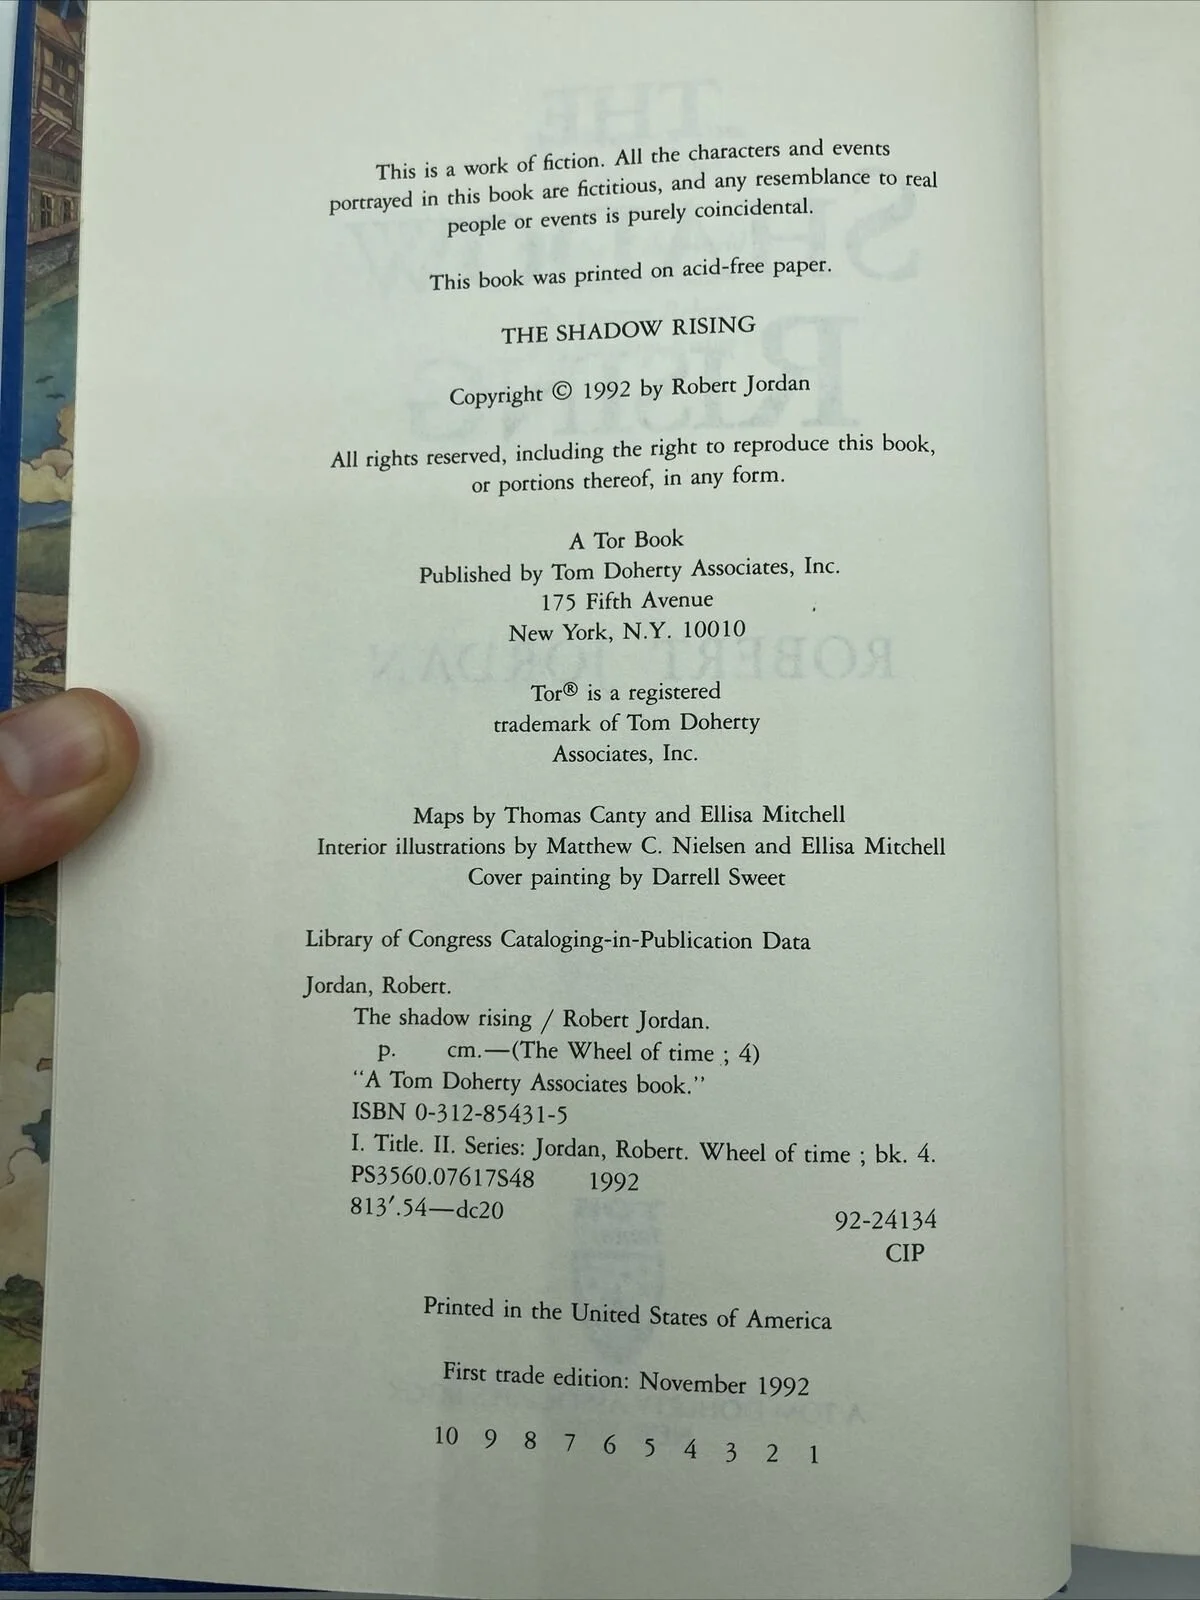 This is a work of fiction. All the characters and events
portrayed in this book are fictitious, and any resemblance to real
people or events is purely coincidental.
This book was printed on acid-free paper.
THE SHADOW RISING
Copyright © 1992 by Robert Jordan
All rights reserved, including the right to reproduce this book,
or portions thereof, in any form.
A Tor Book
Published by Tom Doherty Associates, Inc.
175 Fifth Avenue
New York, N.Y. 10010
Tor® is a registered
trademark of Tom Doherty
Associates, Inc.
Maps by Thomas Canty and Ellisa Mitchell
Interior illustrations by Matthew C. Nielsen and Ellisa Mitchell
Cover painting by Darrell Sweet
Library of Congress Cataloging-in-Publication Data
Jordan, Robert.
The shadow rising / Robert Jordan.
p. cm.—(The Wheel of time ; 4)
“A Tom Doherty Associates book.”
ISBN 0-312-85431-5
I. Title. II. Series: Jordan, Robert. Wheel of time ; bk. 4.
PS3560.07617S48 1992
813′.54—dc20
92-24134
CIP
Printed in the United States of America
First trade edition: November 1992
10 9 8 7 6 5 4 3 2 1